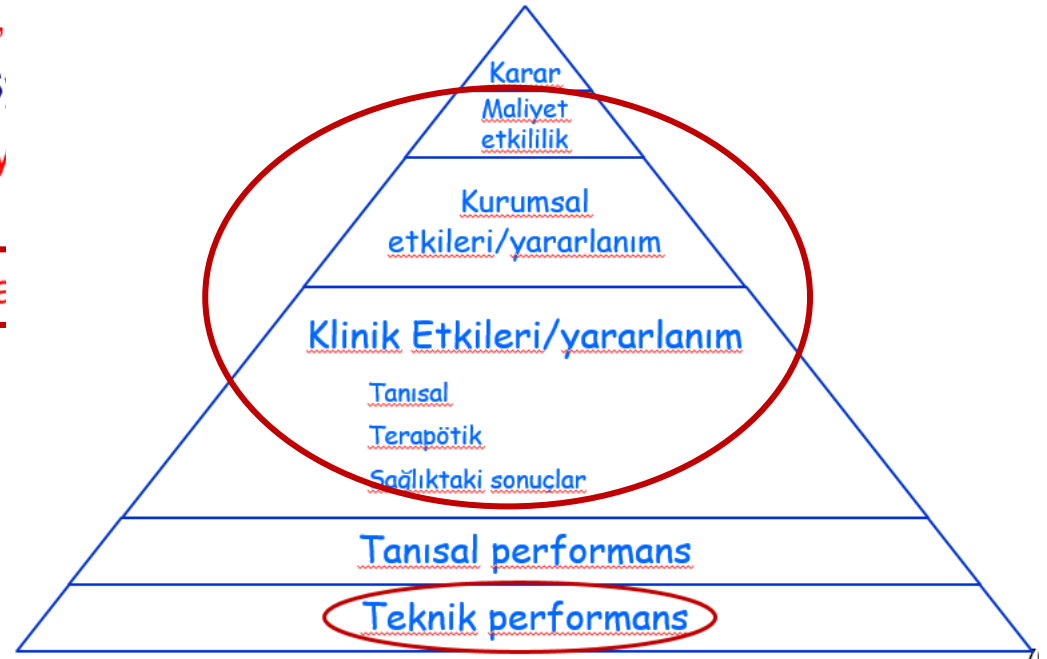 Karar
Maliyet
etkililik
Kurumsal
etkileri/yararlanım
Klinik Etkileri/yararlanım
Tanısal
Terapötik
Sağlıktaki sonuçlar
Tanısal performans
Teknik performans